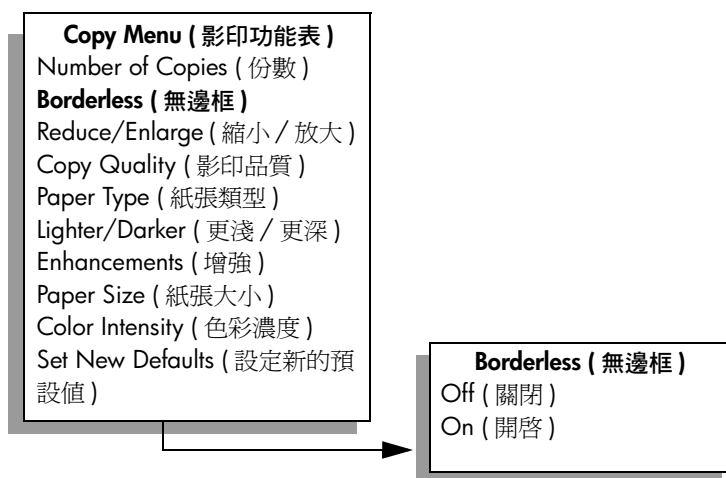 Copy Menu ( 影印功能表 )
Number of Copies ( 份數 )
Borderless ( 無邊框 )
Reduce/Enlarge ( 縮小 / 放大 )
Copy Quality ( 影印品質 )
Paper Type ( 紙張類型 )
Lighter/Darker ( 更淺 / 更深 )
Enhancements ( 增強 )
Paper Size ( 紙張大小 )
Color Intensity ( 色彩濃度 )
Set New Defaults ( 設定新的預
設值 )
Borderless ( 無邊框 )
Off ( 關閉 )
On ( 開啓 )